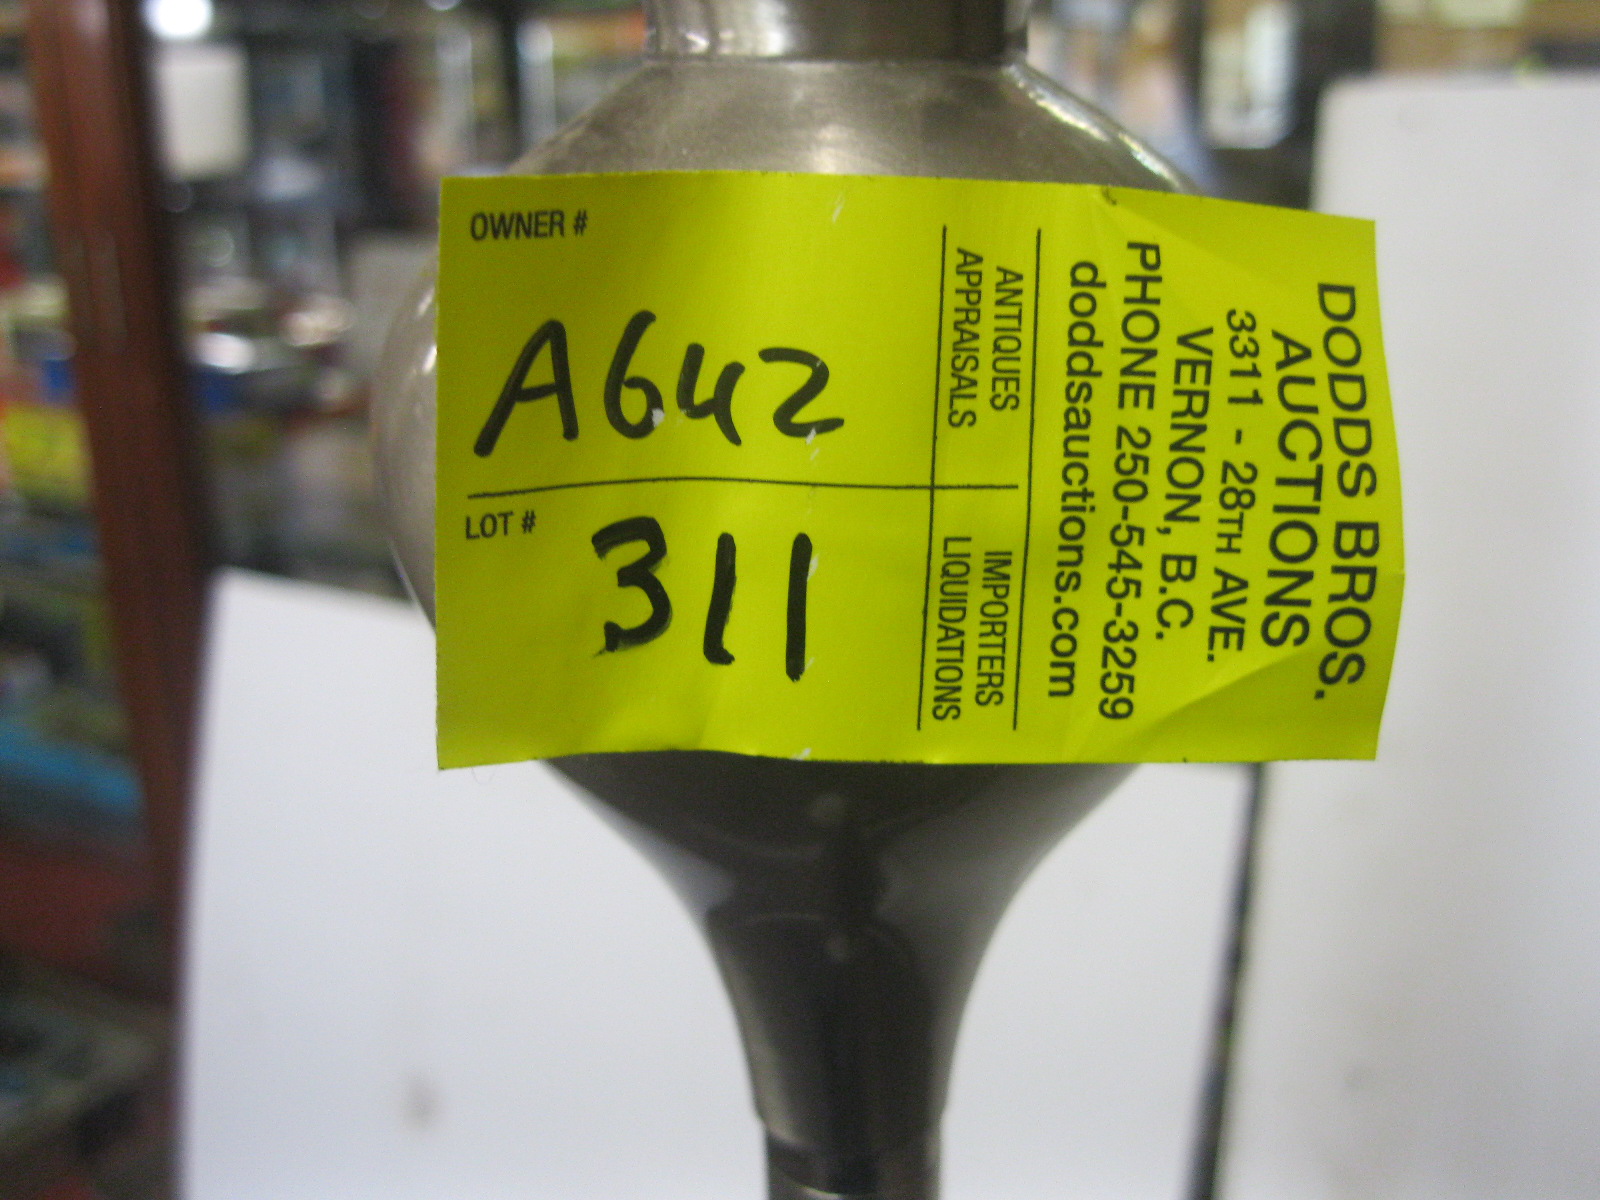 DODDS BROS.
AUCTIONS
3311 - 28TH AVE.
VERNON, B.C.
PHONE 250-545-3259
doddsauctions.com
ANTIQUES IMPORTERS
APPRAISALS LIQUIDATIONS
OWNER #
A642
LOT #
311